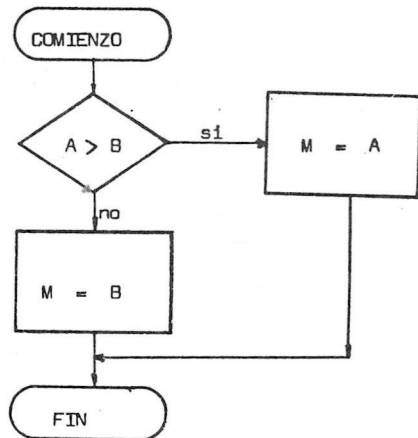 COMIENZO
A > B
si
M = A
no
M = B
FIN